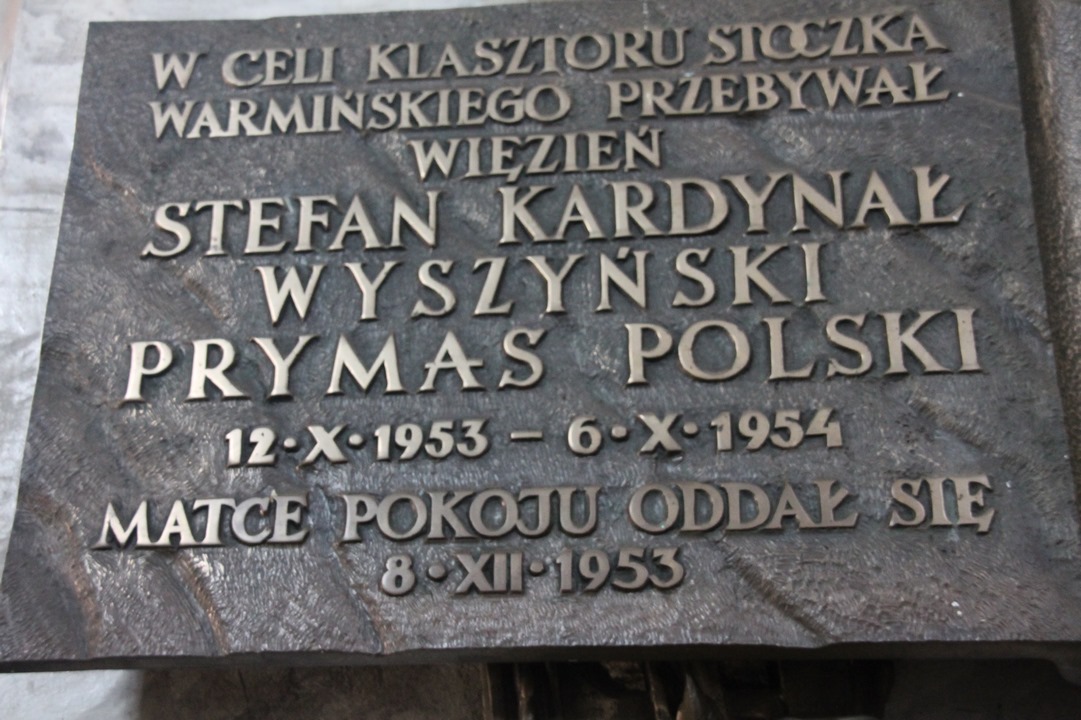 W CELI KLASZTORU STOCZKA
WARMIŃSKIEGO PRZEBYWAŁ
WIĘZIEŃ
STEFAN KARDYNAŁ
WYSZYŃSKI
PRYMAS POLSKI
12·X·1953 – 6·X·1954
MATCE POKOJU ODDAŁ SIĘ
8·XII·1953